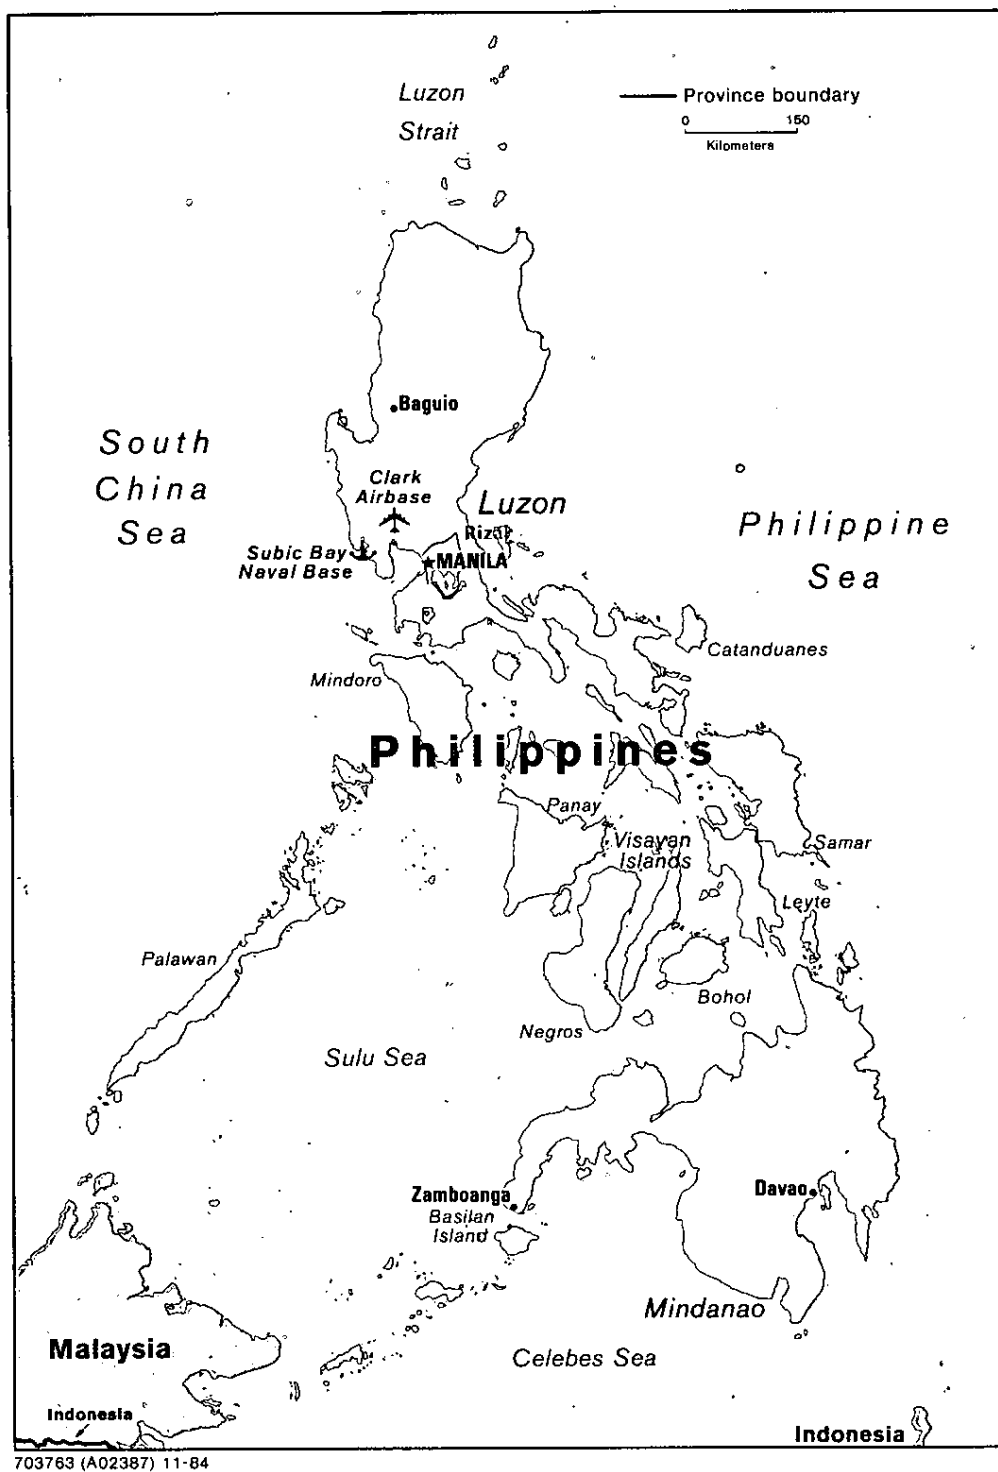 Luzon
Strait
Province boundary
0 150
Kilometers
Baguio
South
China
Sea
Clark
Airbase
Luzon
Rizal
Philippine
Sea
Subic Bay
Naval Base
MANILA
Catanduanes
Mindoro
Philippines
Panay
Visayan
Islands
Samar
Leyte
Palawan
Bohol
Negros
Sulu Sea
Zamboanga
Basilan
Island
Davao
Mindanao
Malaysia
Celebes Sea
Indonesia
Indonesia
703763 (A02387) 11-84